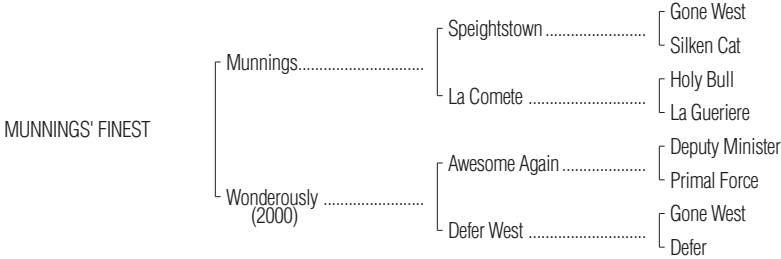 Gone West
Speightstown
Silken Cat
Munnings
Holy Bull
La Comete
La Gueriere
MUNNINGS' FINEST
Deputy Minister
Awesome Again
Primal Force
Wonderously
(2000)
Gone West
Defer West
Defer